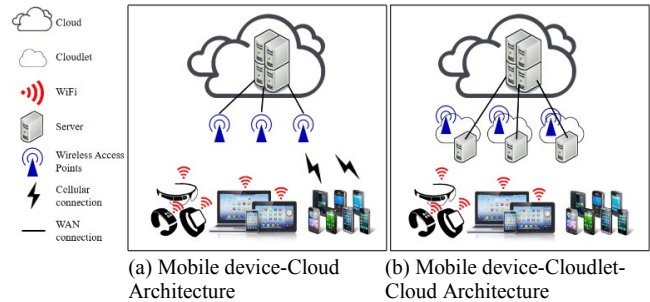 Cloud
Cloudlet
WiFi
Server
Wireless Access
Points
Cellular
connection
WAN
connection
(a) Mobile device-Cloud
Architecture
(b) Mobile device-Cloudlet-
Cloud Architecture